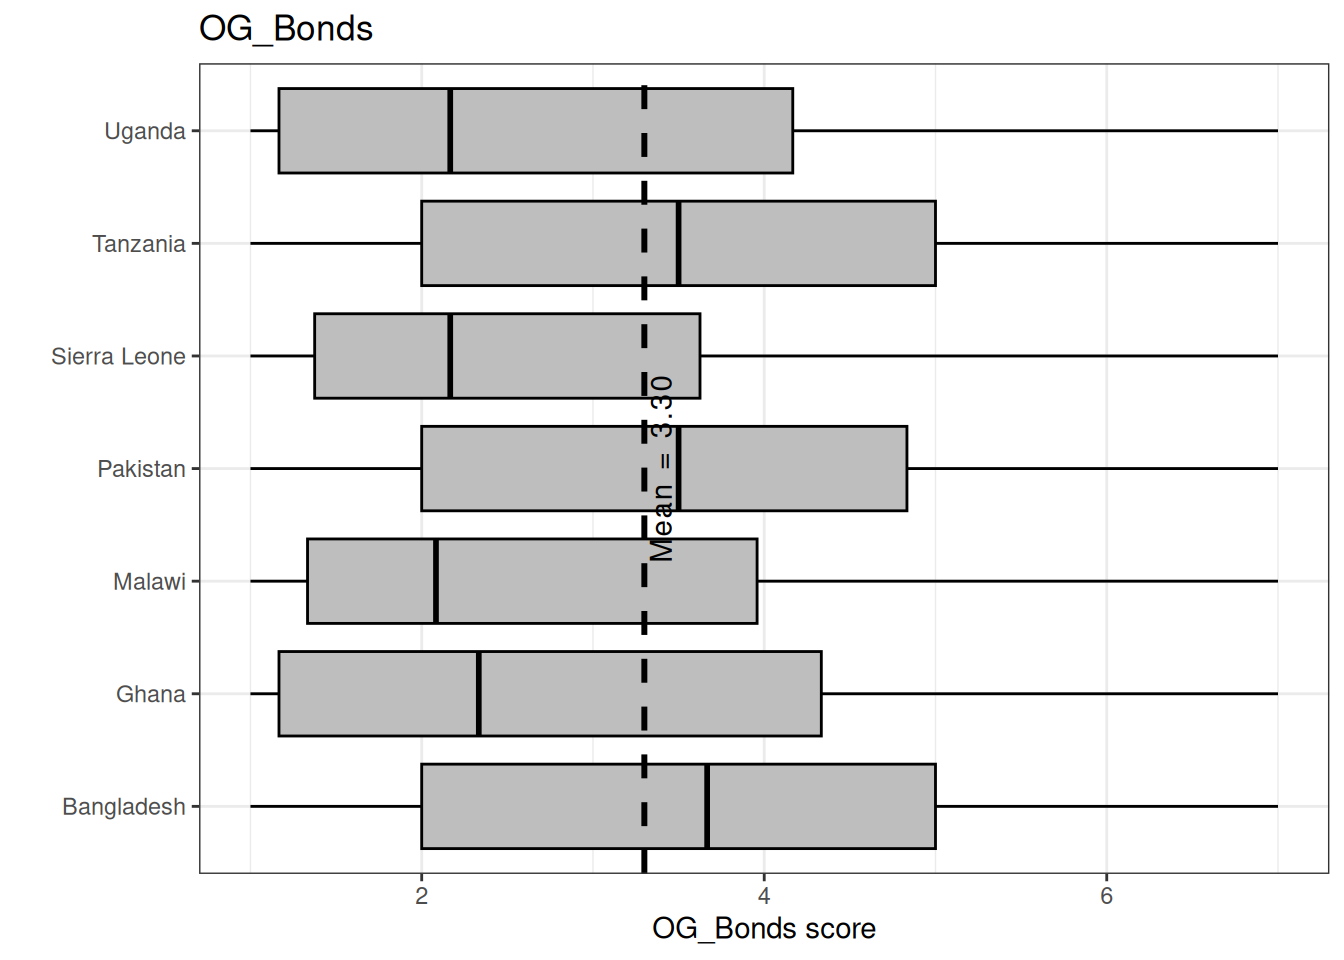 OG_Bonds
Uganda
Tanzania
Sierra Leone
Pakistan
Malawi
Ghana
Bangladesh
Mean = 3.30
2
4
6
OG_Bonds score